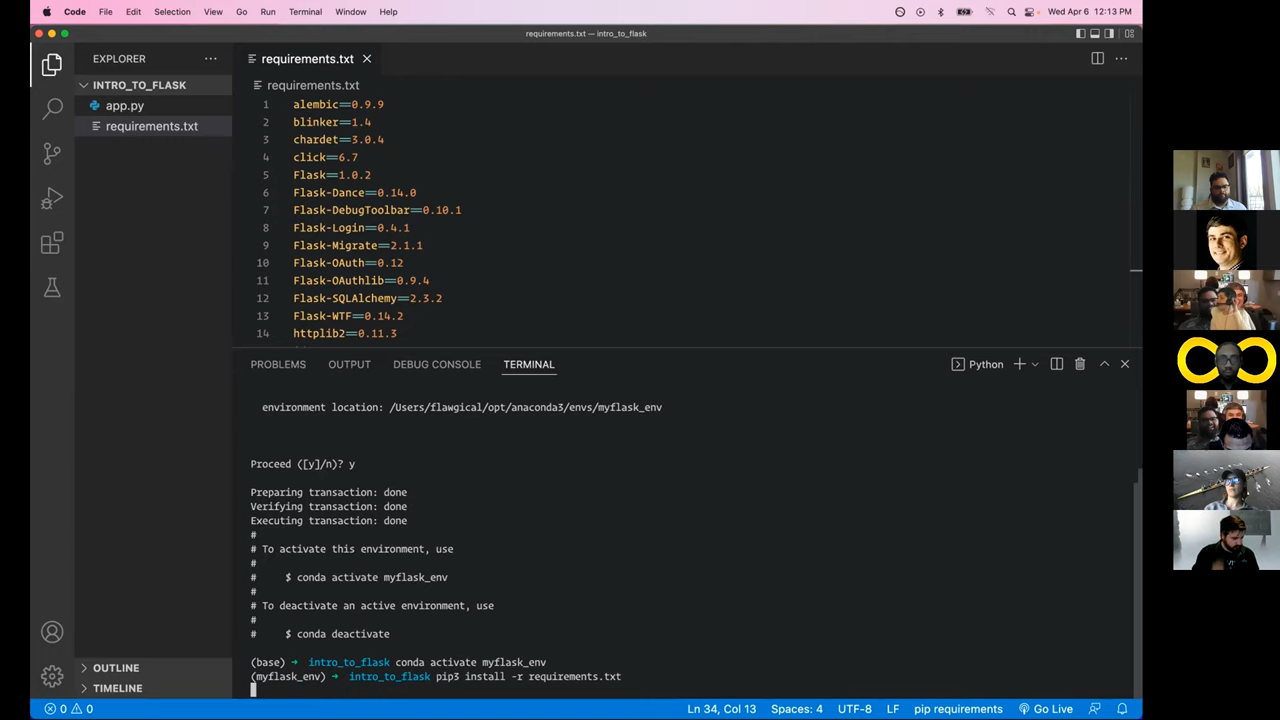 Code File Edit Selection View Go Run Terminal Window Help Wed Apr 6 12:13 PM
requirements.txt — intro_to_flask
EXPLORER
requirements.txt
INTRO_TO_FLASK
requirements.txt
app.py
requirements.txt
1 alembic==0.9.9
2 blinker==1.4
3 chardet==3.0.4
4 click==6.7
5 Flask==1.0.2
6 Flask-Dance==0.14.0
7 Flask-DebugToolbar==0.10.1
8 Flask-Login==0.4.1
9 Flask-Migrate==2.1.1
10 Flask-OAuth==0.12
11 Flask-OAuthlib==0.9.4
12 Flask-SQLAlchemy==2.3.2
13 Flask-WTF==0.14.2
14 httplib2==0.11.3
PROBLEMS OUTPUT DEBUG CONSOLE TERMINAL Python
environment location: /Users/flawgical/opt/anaconda3/envs/myflask_env
Proceed ([y]/n)? y
Preparing transaction: done
Verifying transaction: done
Executing transaction: done
#
# To activate this environment, use
#
# $ conda activate myflask_env
#
# To deactivate an active environment, use
#
# $ conda deactivate
(base) ➜ intro_to_flask conda activate myflask_env
(myflask_env) ➜ intro_to_flask pip3 install -r requirements.txt
OUTLINE
TIMELINE
0 0 Ln 34, Col 13 Spaces: 4 UTF-8 LF pip requirements Go Live